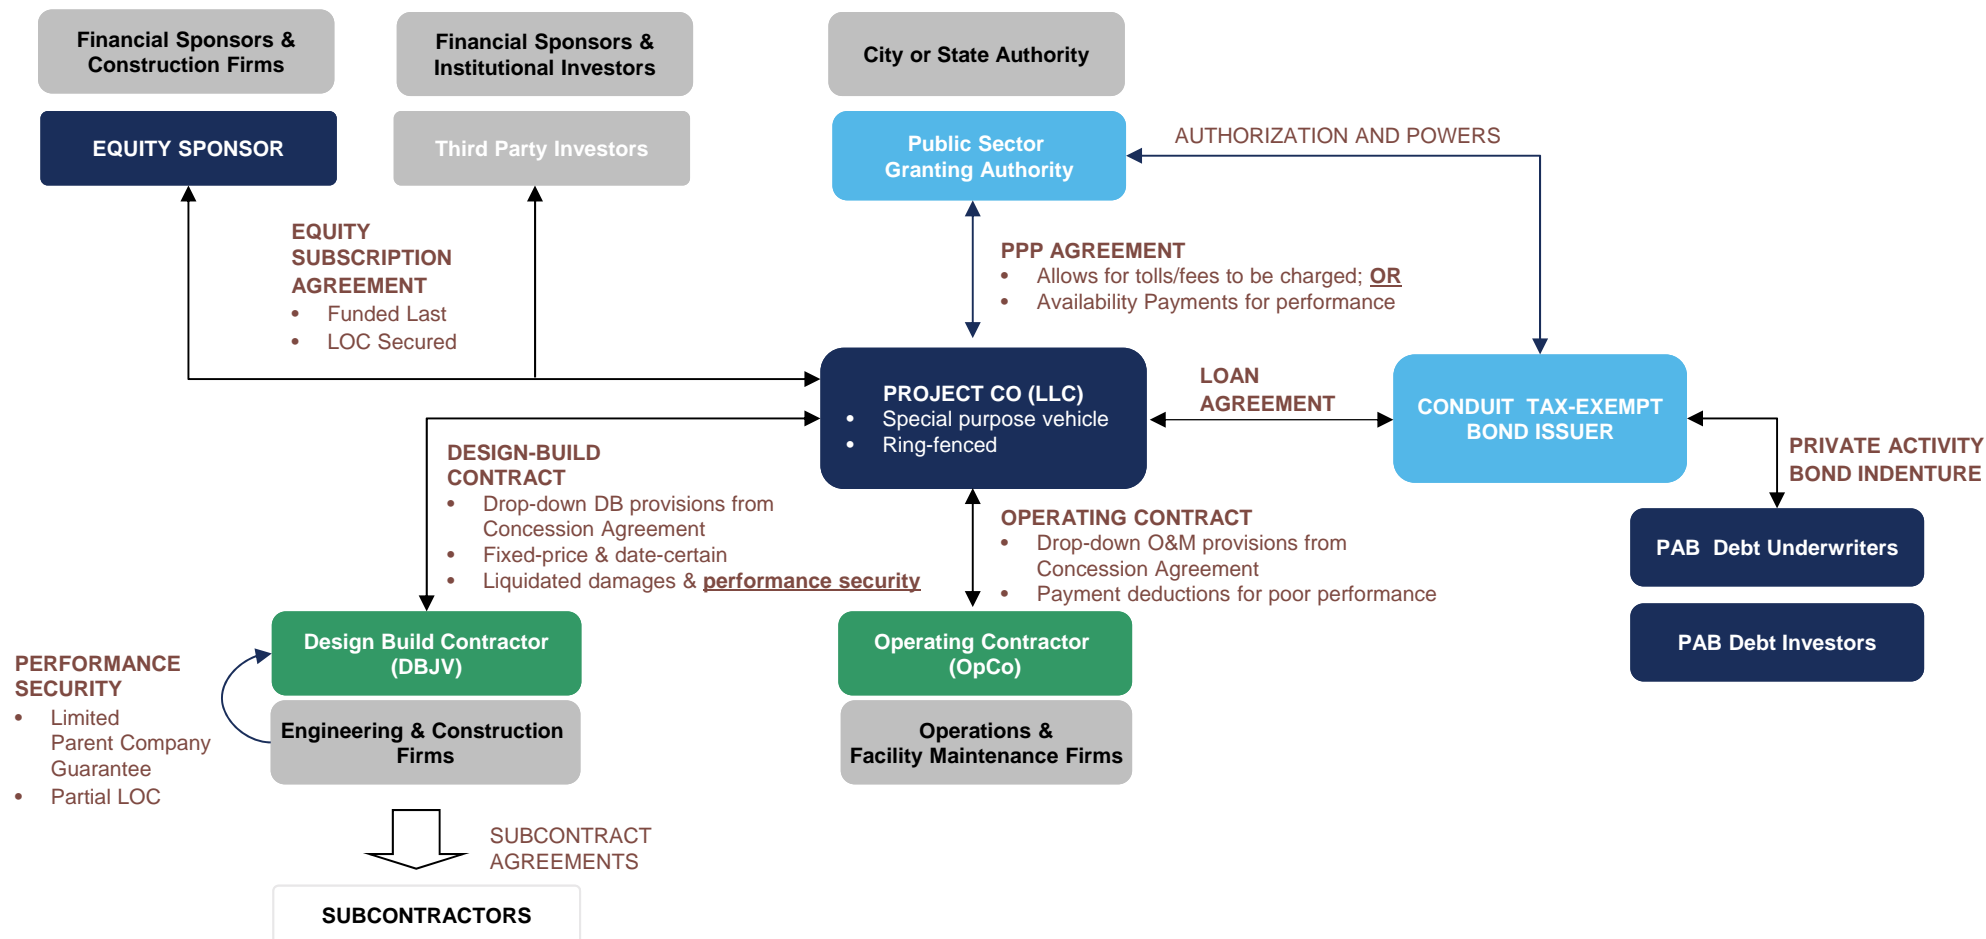 Financial Sponsors &
Construction Firms
Financial Sponsors &
Institutional Investors
City or State Authority
EQUITY SPONSOR
Third Party Investors
Public Sector
Granting Authority
AUTHORIZATION AND POWERS
EQUITY
SUBSCRIPTION
AGREEMENT
• Funded Last
• LOC Secured
PPP AGREEMENT
• Allows for tolls/fees to be charged; OR
• Availability Payments for performance
PROJECT CO (LLC)
• Special purpose vehicle
• Ring-fenced
LOAN
AGREEMENT
CONDUIT TAX-EXEMPT
BOND ISSUER
PRIVATE ACTIVITY
BOND INDENTURE
DESIGN-BUILD
CONTRACT
• Drop-down DB provisions from
Concession Agreement
• Fixed-price & date-certain
• Liquidated damages & performance security
OPERATING CONTRACT
• Drop-down O&M provisions from
Concession Agreement
• Payment deductions for poor performance
PAB Debt Underwriters
PAB Debt Investors
Design Build Contractor
(DBJV)
Operating Contractor
(OpCo)
PERFORMANCE
SECURITY
• Limited
Parent Company
Guarantee
• Partial LOC
Engineering & Construction
Firms
Operations &
Facility Maintenance Firms
SUBCONTRACT
AGREEMENTS
SUBCONTRACTORS